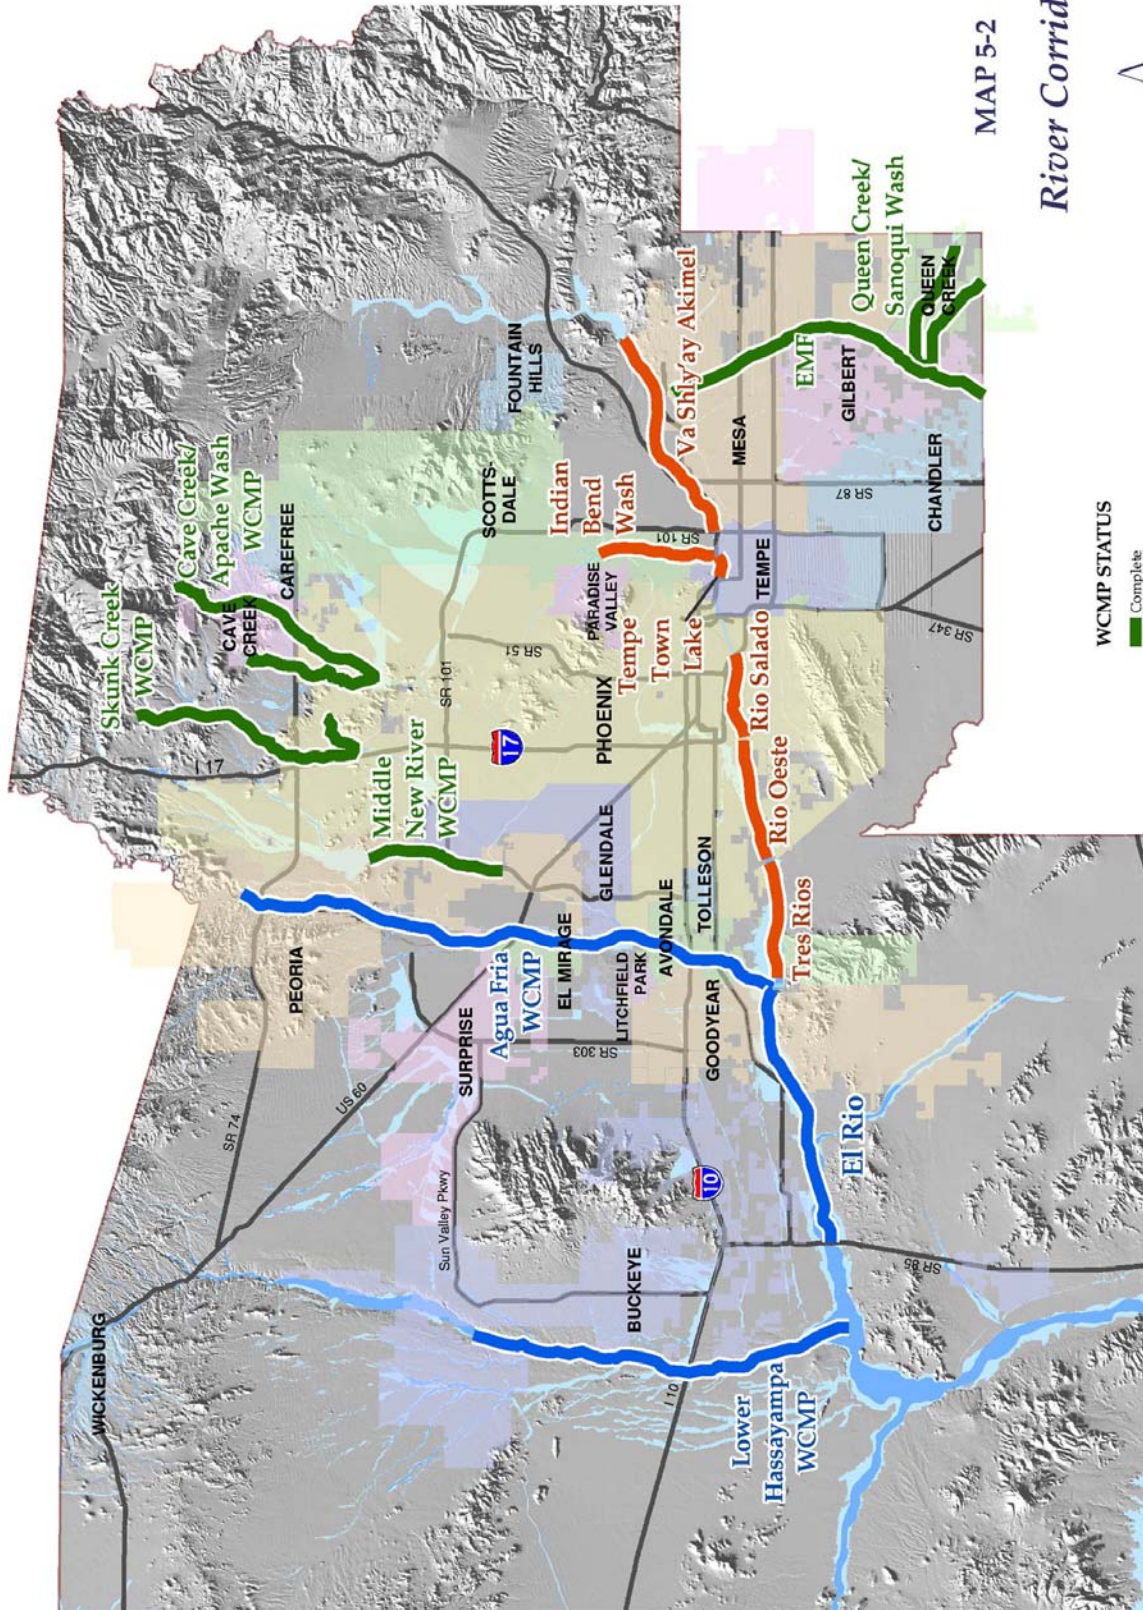 WICKENBURG
SR 74
US 60
I 17
Skunk Creek
WCMP
Cave Creek/
Apache Wash
WCMP
CAVE
CREEK
CAREFREE
PEORIA
Middle
New River
WCMP
SR 101
Sun Valley Pkwy
SURPRISE
Agua Fria
WCMP
EL MIRAGE
SR 303
LITCHFIELD
PARK
GLENDALE
17
SR 51
SCOTTS-
DALE
FOUNTAIN
HILLS
Indian
Bend
Wash
PARADISE
VALLEY
PHOENIX
Tempe
Town
Lake
SR 101
BUCKEYE
10
I 10
GOODYEAR
AVONDALE
TOLLESON
Va Shly'ay Akimel
MESA
TEMPE
Rio Salado
Rio Oeste
Tres Rios
El Rio
Lower
Hassayampa
WCMP
SR 85
EMF
GILBERT
SR 87
CHANDLER
SR 347
Queen Creek/
Sanoqui Wash
QUEEN
CREEK
MAP 5-2
River Corrid
WCMP STATUS
Complete